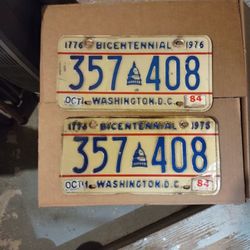 1776 BICENTENNIAL 1976
357 408
OCT WASHINGTON, D.C. 84
1776 BICENTENNIAL 1976
357 408
OCT WASHINGTON, D.C. 84